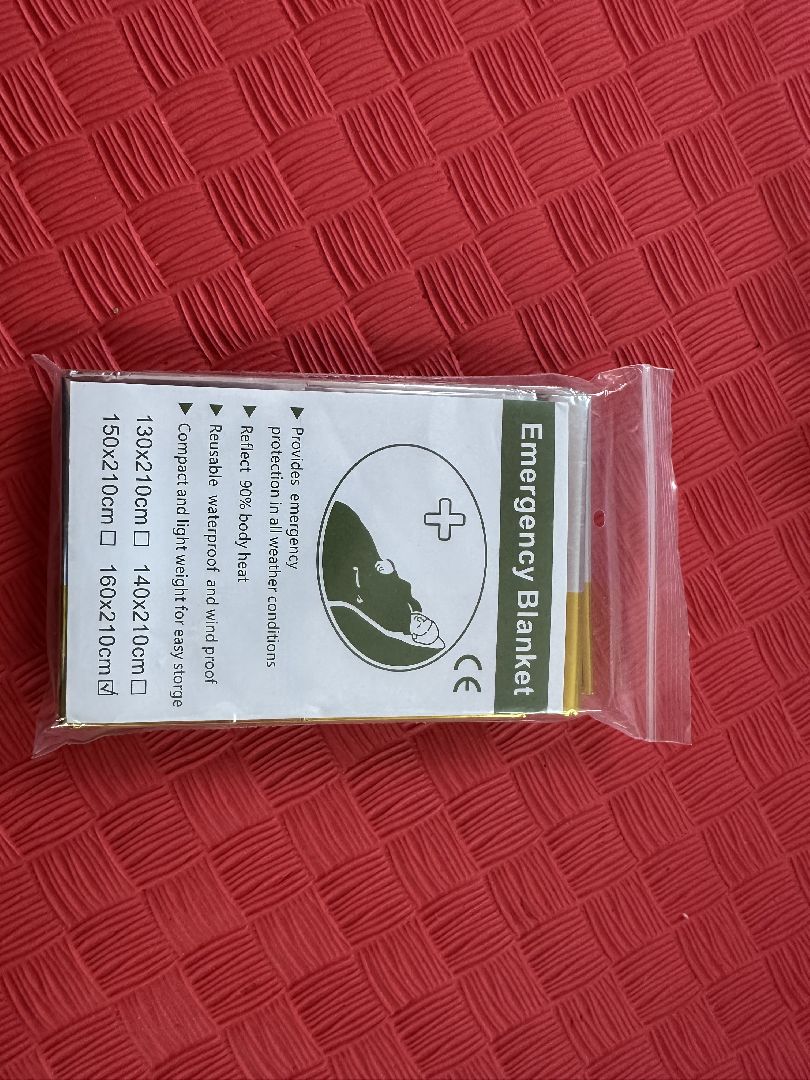 Emergency Blanket
CE
▶ Provides emergency
protection in all weather conditions
▶ Reflect 90% body heat
▶ Reusable waterproof and wind proof
▶ Compact and light weight for easy storge
130x210cm☐ 140x210cm☐
150x210cm☐ 160x210cm☑